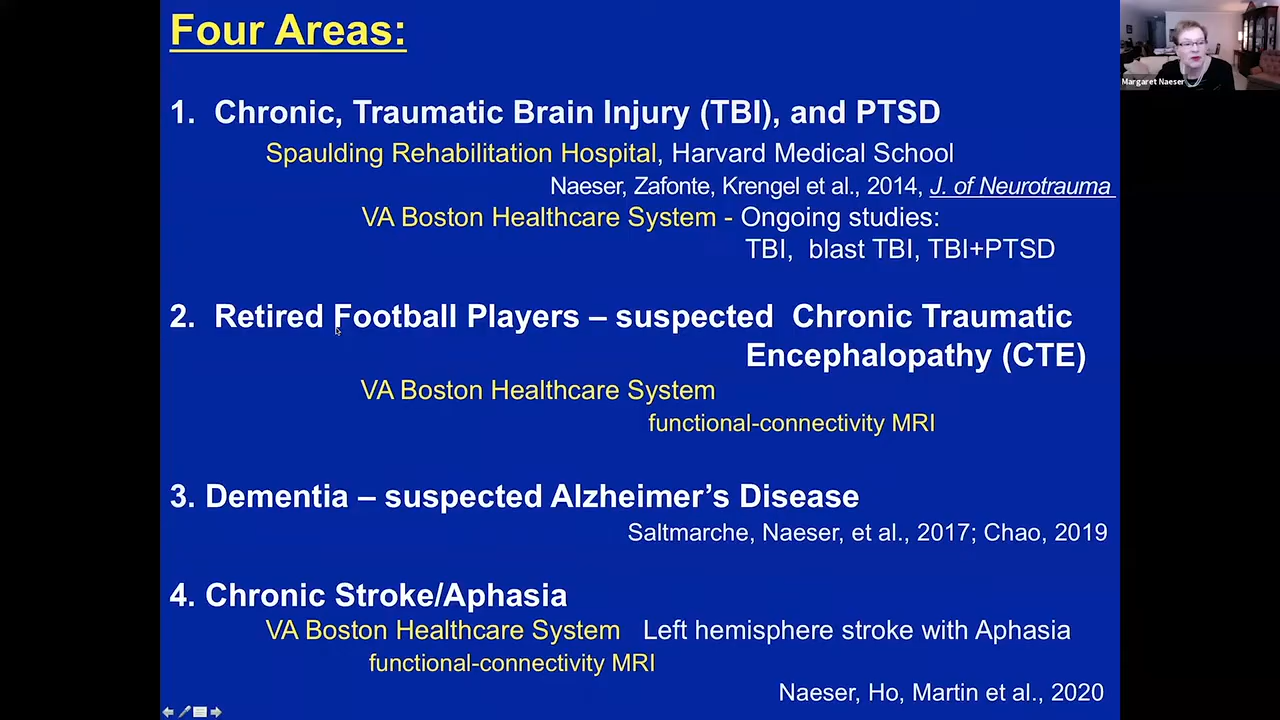 Four Areas:
Margaret Naeser
1. Chronic, Traumatic Brain Injury (TBI), and PTSD
Spaulding Rehabilitation Hospital, Harvard Medical School
Naeser, Zafonte, Krengel et al., 2014, J. of Neurotrauma
VA Boston Healthcare System - Ongoing studies:
TBI, blast TBI, TBI+PTSD
2. Retired Football Players – suspected Chronic Traumatic
Encephalopathy (CTE)
VA Boston Healthcare System
functional-connectivity MRI
3. Dementia – suspected Alzheimer’s Disease
Saltmarche, Naeser, et al., 2017; Chao, 2019
4. Chronic Stroke/Aphasia
VA Boston Healthcare System Left hemisphere stroke with Aphasia
functional-connectivity MRI
Naeser, Ho, Martin et al., 2020